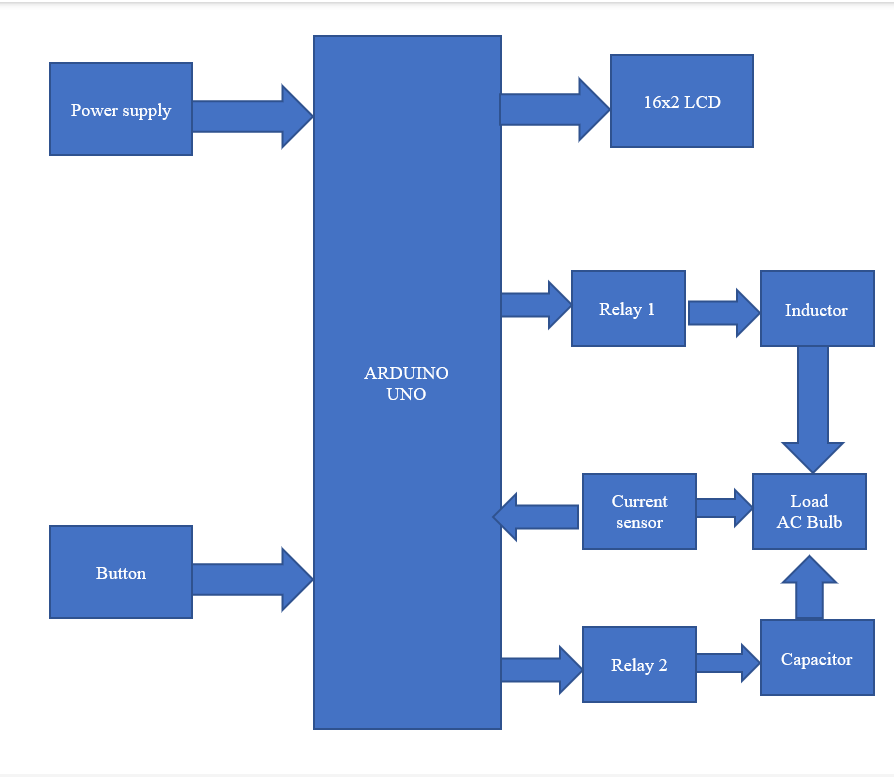 Power supply
16x2 LCD
Relay 1
Inductor
ARDUINO
UNO
Current
sensor
Load
AC Bulb
Button
Relay 2
Capacitor